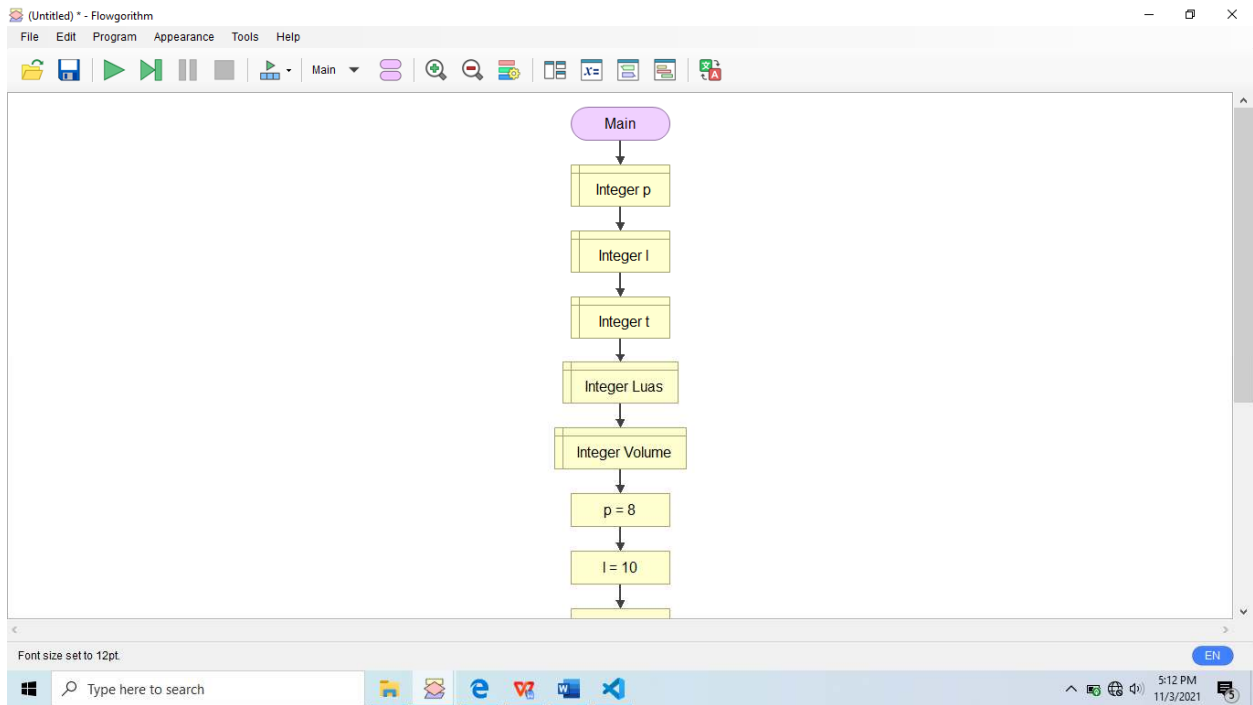 (Untitled) * - Flowgorithm
File Edit Program Appearance Tools Help
Main
x=
Main
Integer p
Integer l
Integer t
Integer Luas
Integer Volume
p = 8
l = 10
Font size set to 12pt.
EN
Type here to search
5:12 PM
11/3/2021
5